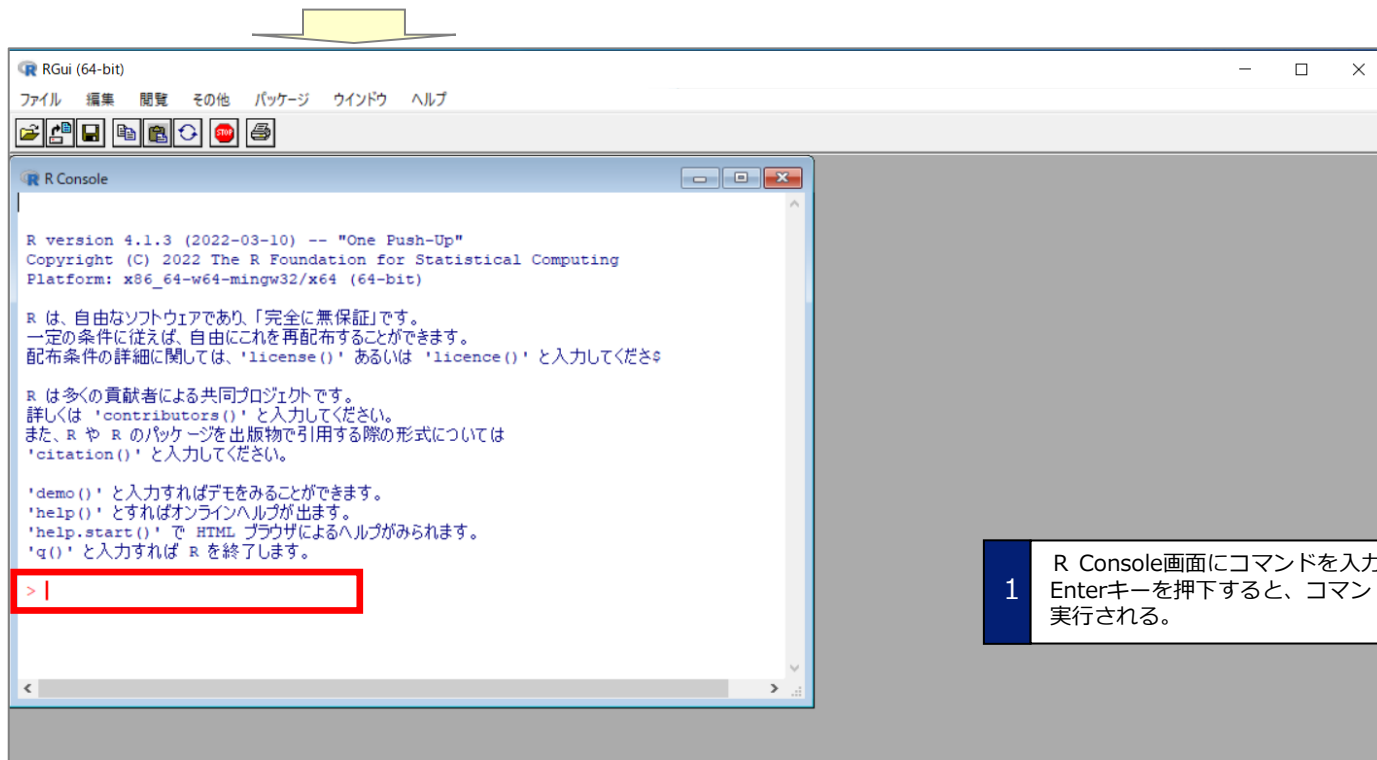 RGui (64-bit)
ファイル 編集 閲覧 その他 パッケージ ウインドウ ヘルプ
STOP
R Console
R version 4.1.3 (2022-03-10) -- "One Push-Up"
Copyright (C) 2022 The R Foundation for Statistical Computing
Platform: x86_64-w64-mingw32/x64 (64-bit)
R は、自由なソフトウェアであり、「完全に無保証」です。
一定の条件に従えば、自由にこれを再配布することができます。
配布条件の詳細に関しては、'license()' あるいは 'licence()' と入力してくださ$
R は多くの貢献者による共同プロジェクトです。
詳しくは 'contributors()' と入力してください。
また、R や R のパッケージを出版物で引用する際の形式については
'citation()' と入力してください。
'demo()' と入力すればデモをみることができます。
'help()' とすればオンラインヘルプが出ます。
'help.start()' で HTML ブラウザによるヘルプがみられます。
'q()' と入力すれば R を終了します。
>
1
R Console画面にコマンドを入力
Enterキーを押下すると、コマン
実行される。